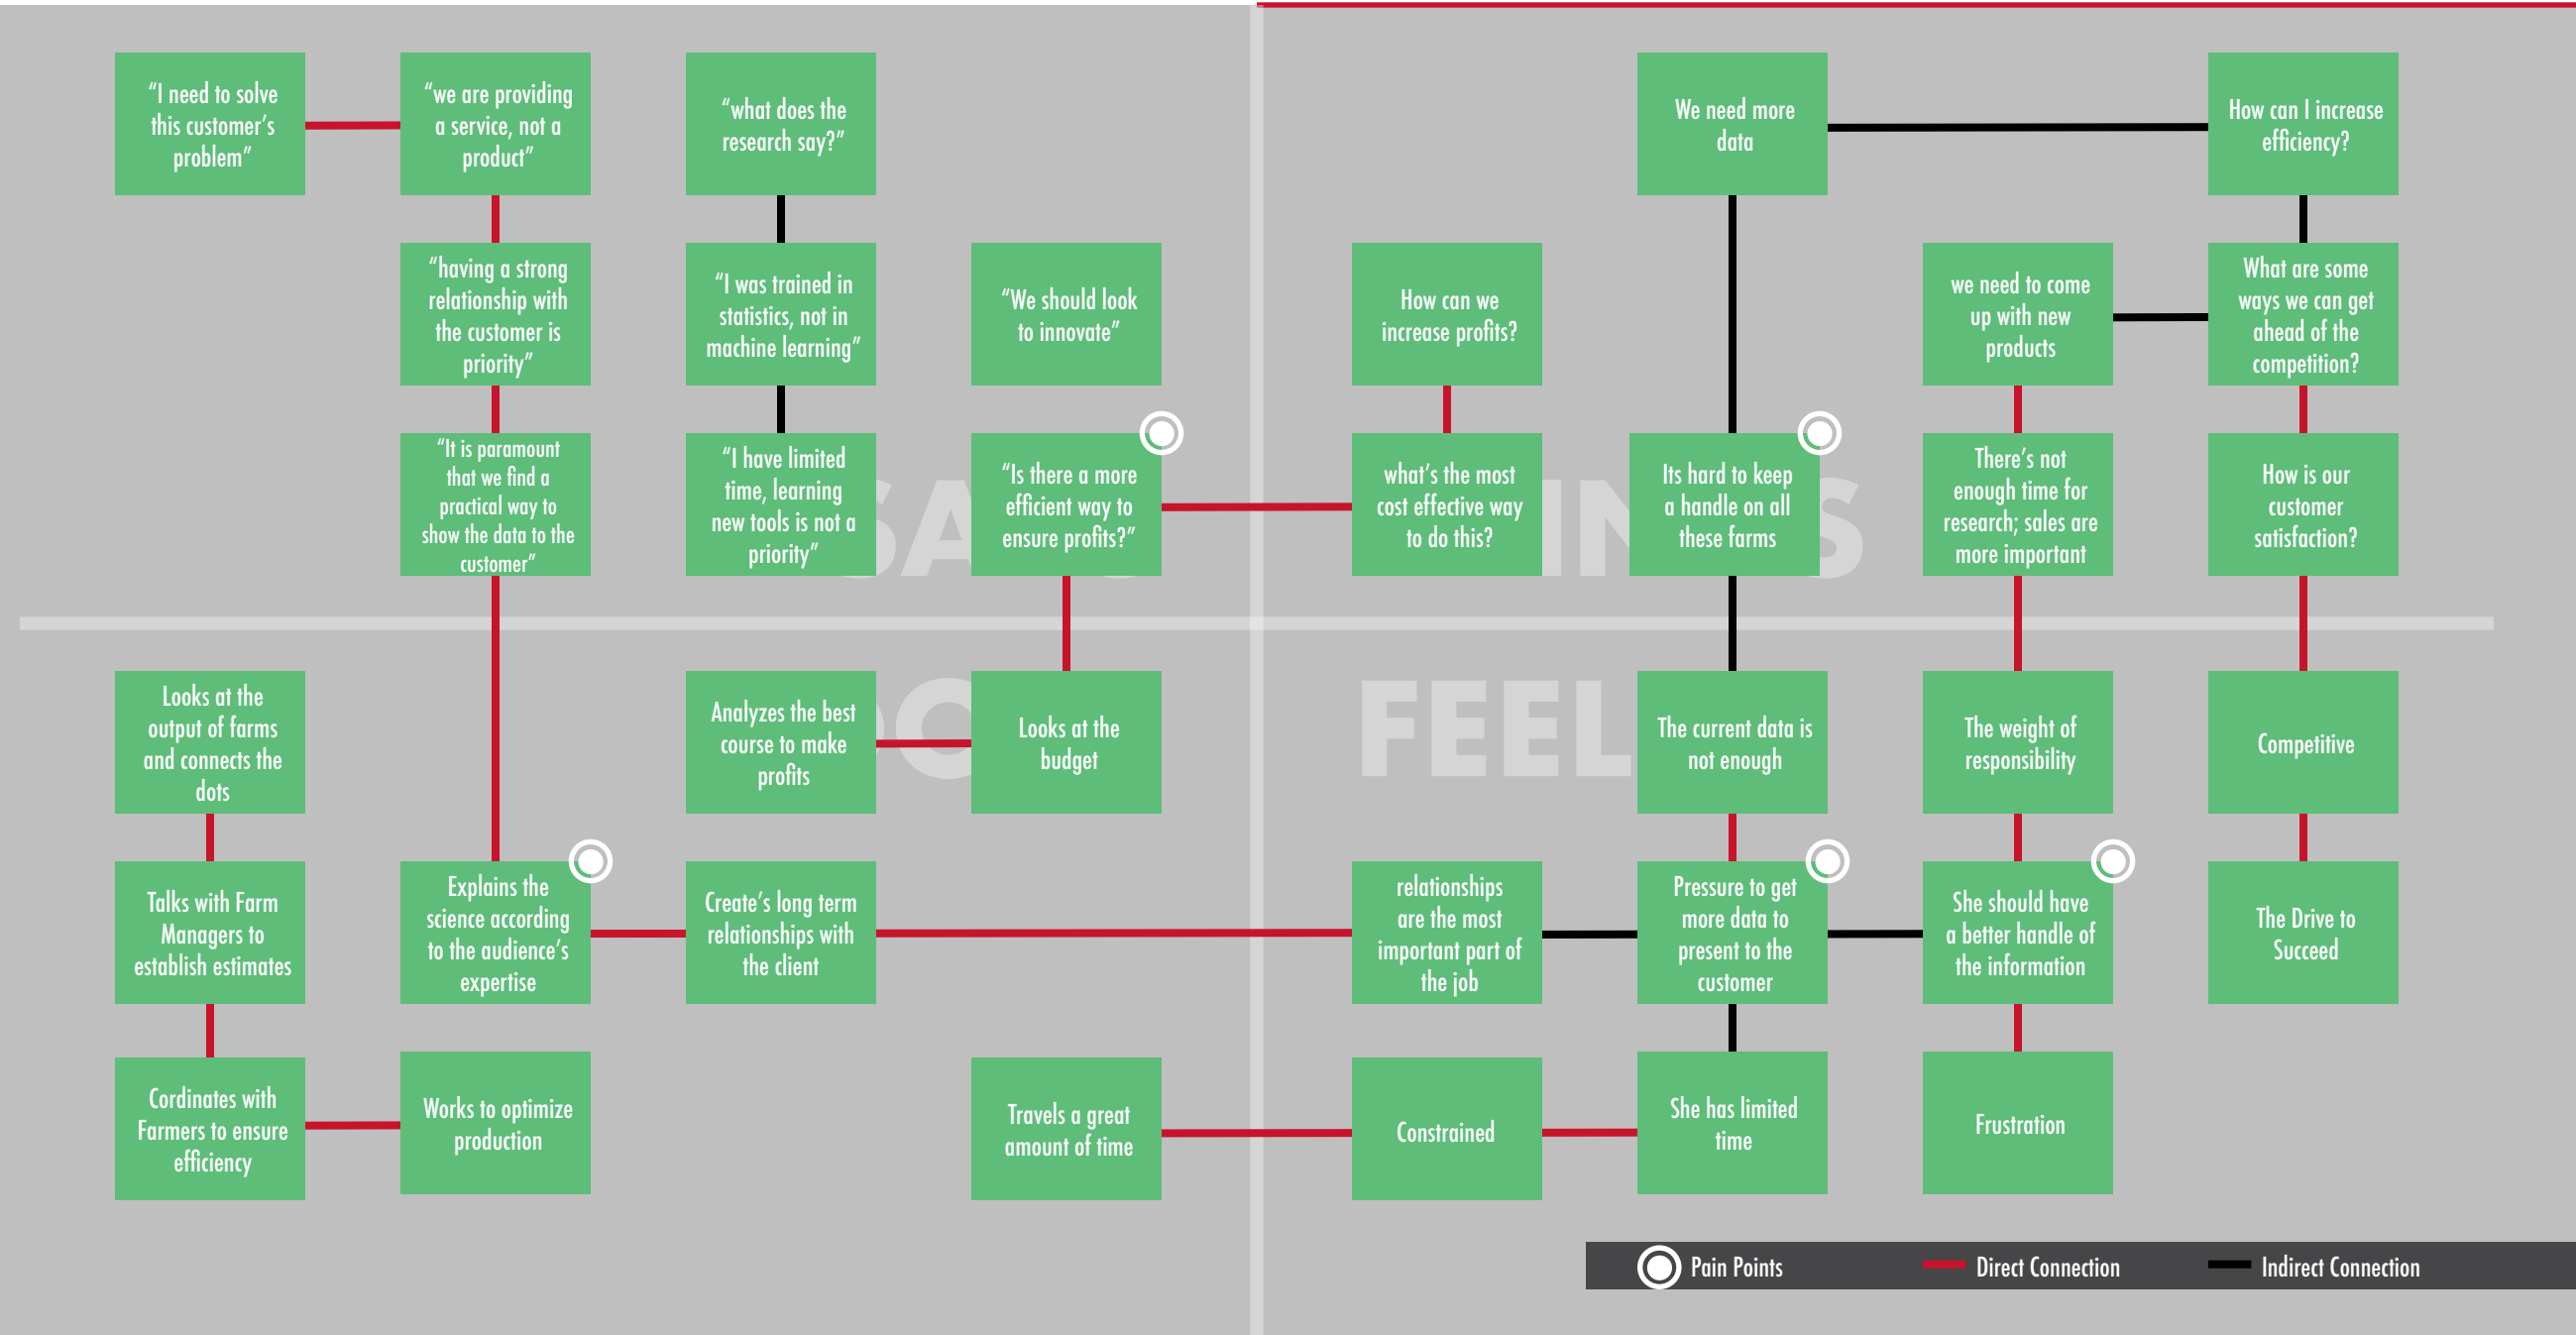 “I need to solve
this customer’s
problem”
“we are providing
a service, not a
product”
“what does the
research say?”
We need more
data
How can I increase
efficiency?
“having a strong
relationship with
the customer is
priority”
“I was trained in
statistics, not in
machine learning”
“We should look
to innovate”
How can we
increase profits?
we need to come
up with new
products
What are some
ways we can get
ahead of the
competition?
“It is paramount
that we find a
practical way to
show the data to the
customer”
“I have limited
time, learning
new tools is not a
priority”
“Is there a more
efficient way to
ensure profits?”
what’s the most
cost effective way
to do this?
Its hard to keep
a handle on all
these farms
There’s not
enough time for
research; sales are
more important
How is our
customer
satisfaction?
Looks at the
output of farms
and connects the
dots
Analyzes the best
course to make
profits
Looks at the
budget
FEEL
The current data is
not enough
The weight of
responsibility
Competitive
Talks with Farm
Managers to
establish estimates
Explains the
science according
to the audience’s
expertise
Create’s long term
relationships with
the client
relationships
are the most
important part of
the job
Pressure to get
more data to
present to the
customer
She should have
a better handle of
the information
The Drive to
Succeed
Cordinates with
Farmers to ensure
efficiency
Works to optimize
production
Travels a great
amount of time
Constrained
She has limited
time
Frustration
Pain Points
Direct Connection
Indirect Connection